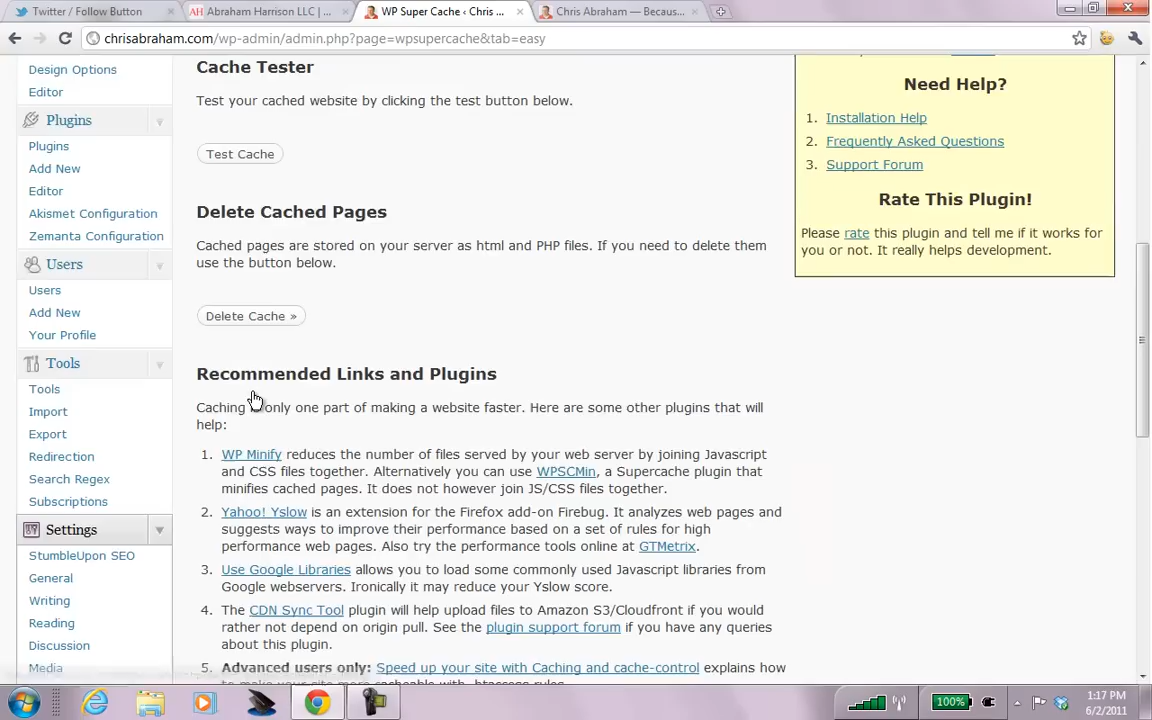 Twitter / Follow Button
Abraham Harrison LLC | ...
WP Super Cache ‹ Chris ...
Chris Abraham — Becaus...
chrisabraham.com/wp-admin/admin.php?page=wpsupercache&tab=easy
Design Options
Editor
Plugins
Plugins
Add New
Editor
Akismet Configuration
Zemanta Configuration
Users
Users
Add New
Your Profile
Tools
Tools
Import
Export
Redirection
Search Regex
Subscriptions
Settings
StumbleUpon SEO
General
Writing
Reading
Discussion
Media
Cache Tester
Test your cached website by clicking the test button below.
Test Cache
Delete Cached Pages
Cached pages are stored on your server as html and PHP files. If you need to delete them
use the button below.
Delete Cache »
Recommended Links and Plugins
Caching only one part of making a website faster. Here are some other plugins that will
help:
1. WP Minify reduces the number of files served by your web server by joining Javascript
and CSS files together. Alternatively you can use WPSCMin, a Supercache plugin that
minifies cached pages. It does not however join JS/CSS files together.
2. Yahoo! Yslow is an extension for the Firefox add-on Firebug. It analyzes web pages and
suggests ways to improve their performance based on a set of rules for high
performance web pages. Also try the performance tools online at GTMetrix.
3. Use Google Libraries allows you to load some commonly used Javascript libraries from
Google webservers. Ironically it may reduce your Yslow score.
4. The CDN Sync Tool plugin will help upload files to Amazon S3/Cloudfront if you would
rather not depend on origin pull. See the plugin support forum if you have any queries
about this plugin.
5. Advanced users only: Speed up your site with Caching and cache-control explains how
Need Help?
1. Installation Help
2. Frequently Asked Questions
3. Support Forum
Rate This Plugin!
Please rate this plugin and tell me if it works for
you or not. It really helps development.
100%
1:17 PM
6/2/2011